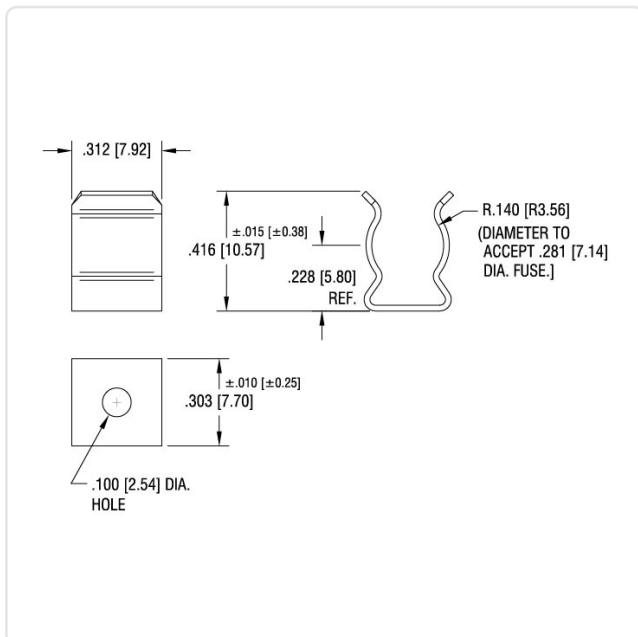 .312 [7.92]
±.015 [±0.38]
.416 [10.57]
.228 [5.80]
REF.
R.140 [R3.56]
(DIAMETER TO
ACCEPT .281 [7.14]
DIA. FUSE.]
±.010 [±0.25]
.303 [7.70]
.100 [2.54] DIA.
HOLE